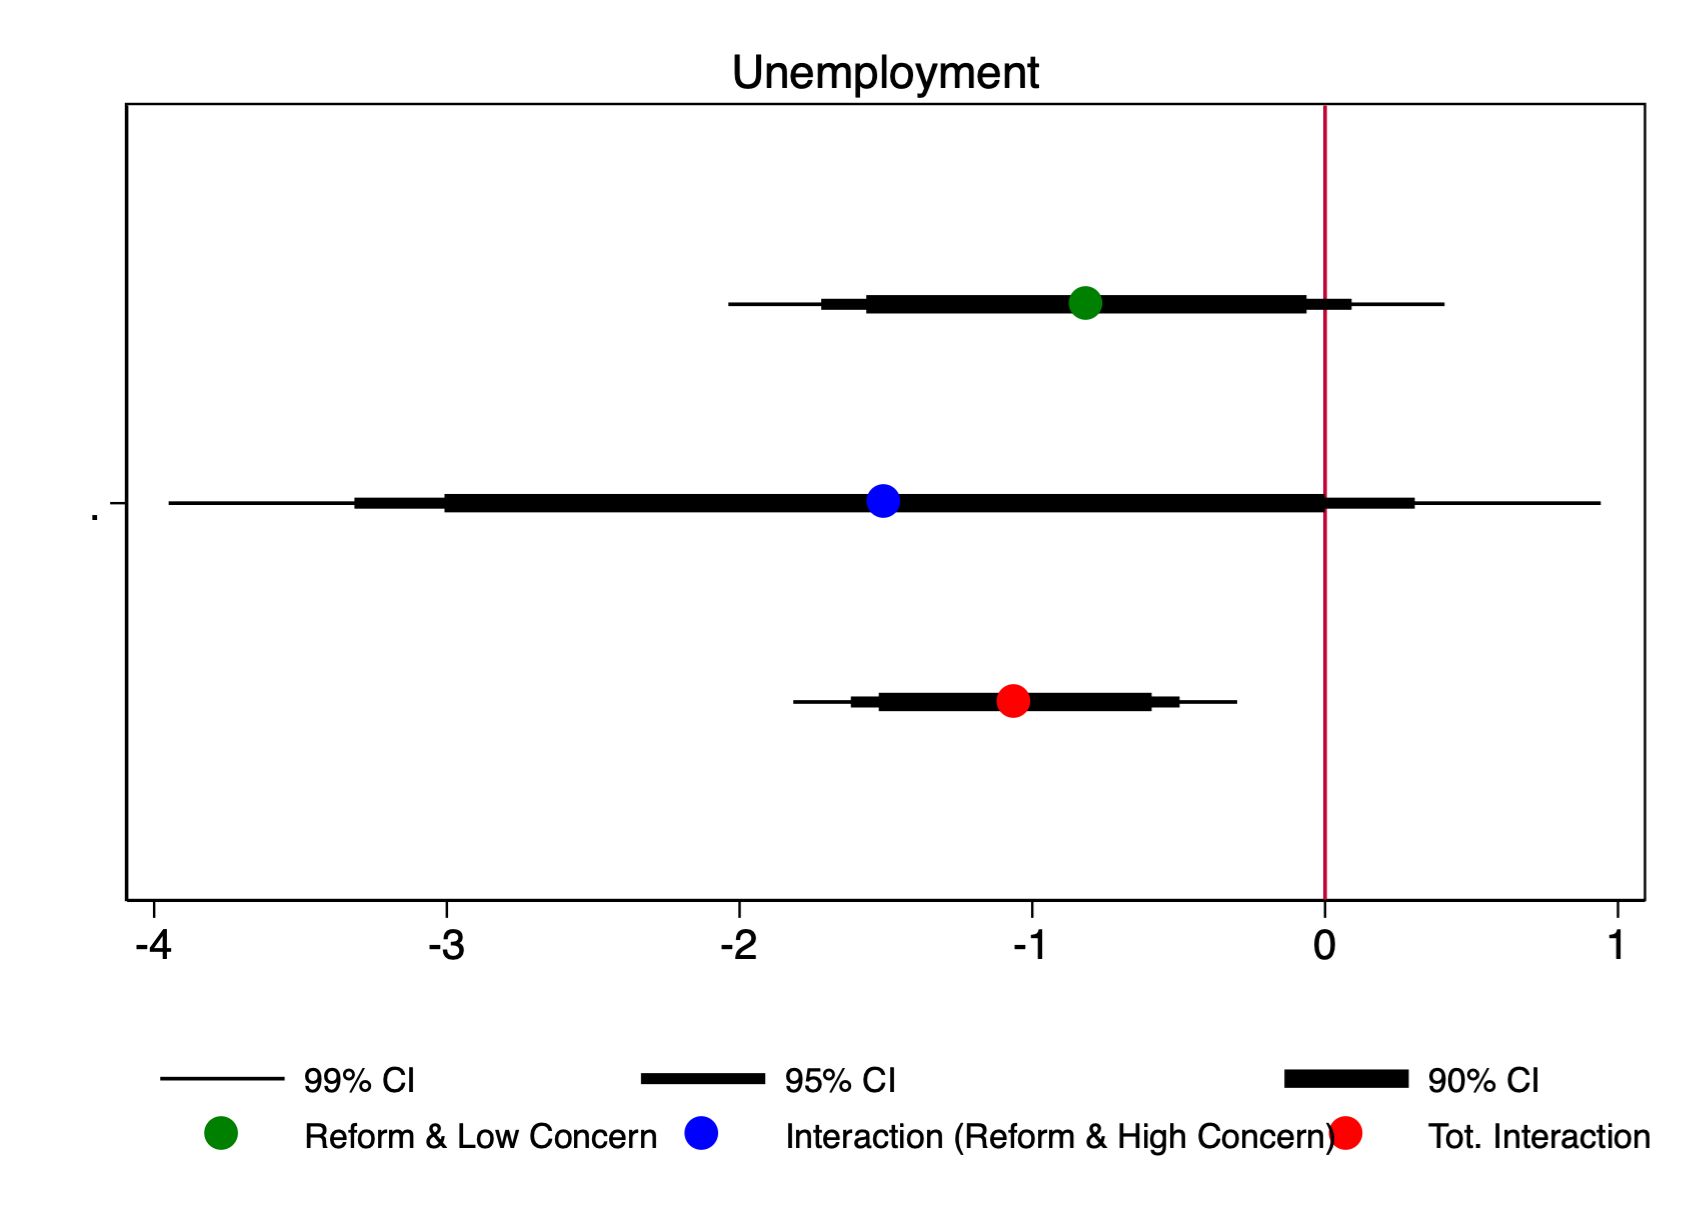 Unemployment
.
-4 -3 -2 -1 0 1
99% CI 95% CI 90% CI
Reform & Low Concern Interaction (Reform & High Concern) Tot. Interaction